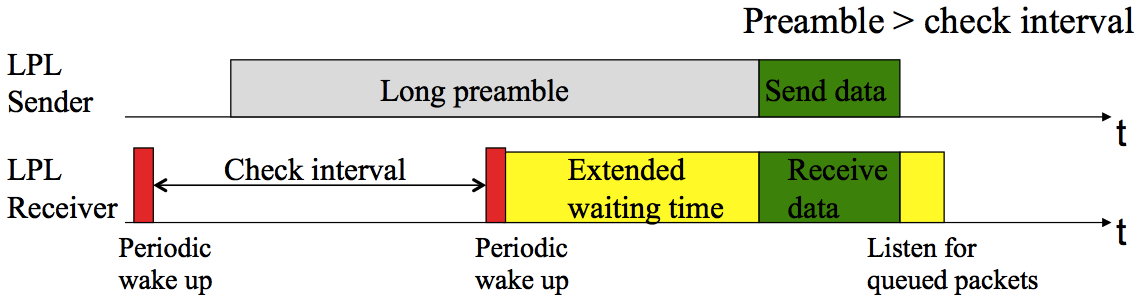 Preamble > check interval
LPL
Sender
Long preamble
Send data
t
LPL
Receiver
Check interval
Extended
waiting time
Receive
data
t
Periodic
wake up
Periodic
wake up
Listen for
queued packets